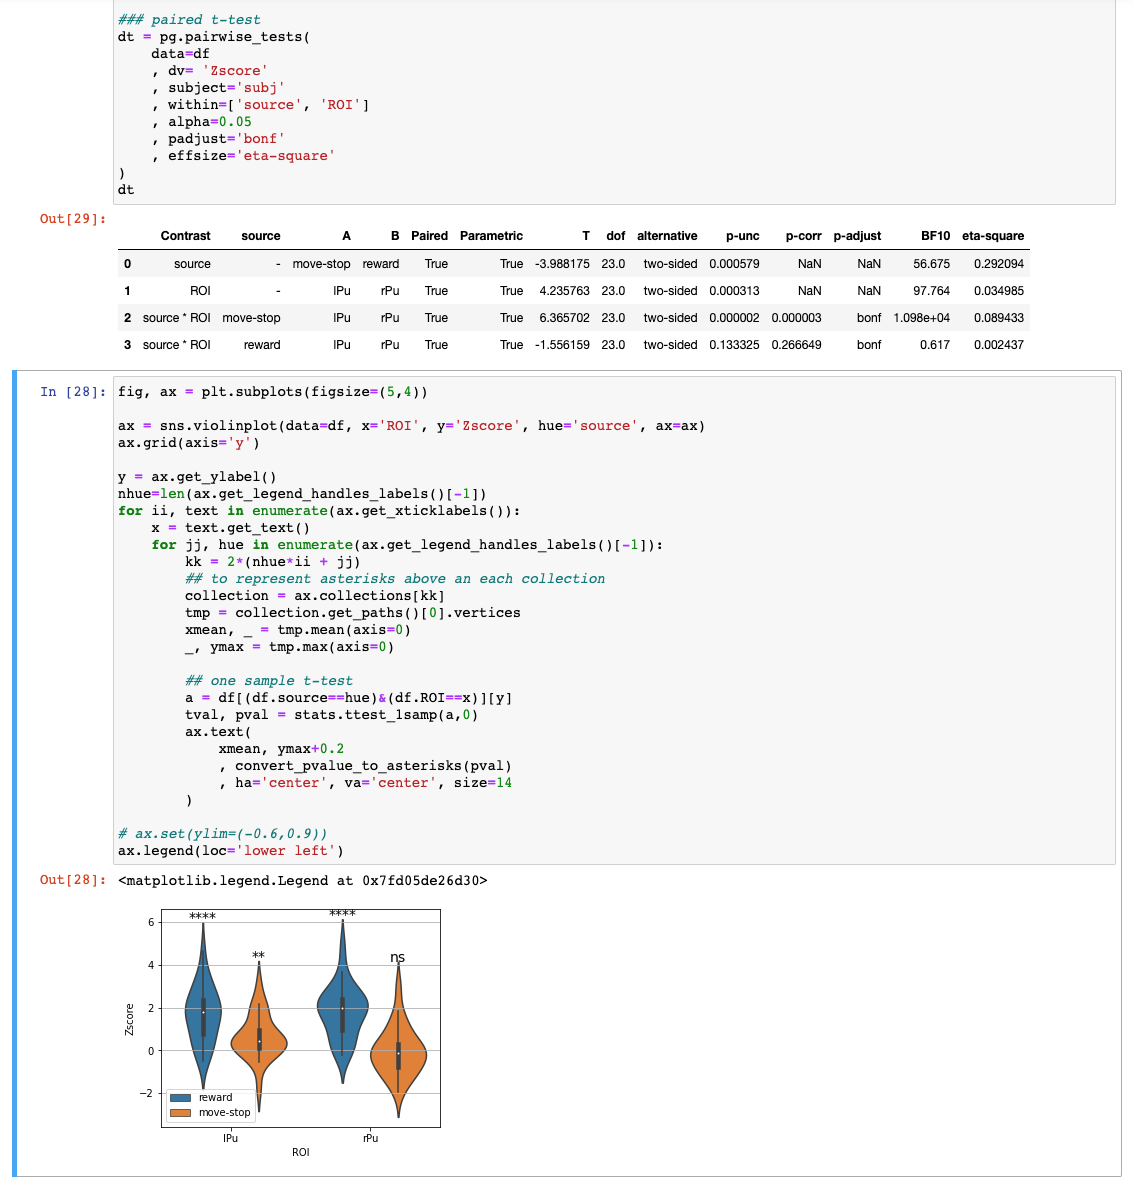 ### paired t-test
dt = pg.pairwise_tests(
    data=df
    , dv= 'Zscore'
    , subject='subj'
    , within=['source', 'ROI']
    , alpha=0.05
    , padjust='bonf'
    , effsize='eta-square'
)
dt
Out[29]:
Contrast source A B Paired Parametric T dof alternative p-unc p-corr p-adjust BF10 eta-square
0 source - move-stop reward True True -3.988175 23.0 two-sided 0.000579 NaN NaN 56.675 0.292094
1 ROI - lPu rPu True True 4.235763 23.0 two-sided 0.000313 NaN NaN 97.764 0.034985
2 source * ROI move-stop lPu rPu True True 6.365702 23.0 two-sided 0.000002 0.000003 bonf 1.098e+04 0.089433
3 source * ROI reward lPu rPu True True -1.556159 23.0 two-sided 0.133325 0.266649 bonf 0.617 0.002437
In [28]: fig, ax = plt.subplots(figsize=(5,4))
ax = sns.violinplot(data=df, x='ROI', y='Zscore', hue='source', ax=ax)
ax.grid(axis='y')
y = ax.get_ylabel()
nhue=len(ax.get_legend_handles_labels()[-1])
for ii, text in enumerate(ax.get_xticklabels()):
    x = text.get_text()
    for jj, hue in enumerate(ax.get_legend_handles_labels()[-1]):
        kk = 2*(nhue*ii + jj)
        ## to represent asterisks above an each collection
        collection = ax.collections[kk]
        tmp = collection.get_paths()[0].vertices
        xmean, _ = tmp.mean(axis=0)
        _, ymax = tmp.max(axis=0)
        ## one sample t-test
        a = df[(df.source==hue)&(df.ROI==x)][y]
        tval, pval = stats.ttest_1samp(a,0)
        ax.text(
            xmean, ymax+0.2
            , convert_pvalue_to_asterisks(pval)
            , ha='center', va='center', size=14
        )
# ax.set(ylim=(-0.6,0.9))
ax.legend(loc='lower left')
Out[28]: <matplotlib.legend.Legend at 0x7fd05de26d30>
**** ** **** ns
6
4
2
0
−2
Zscore
reward
move-stop
lPu rPu
ROI